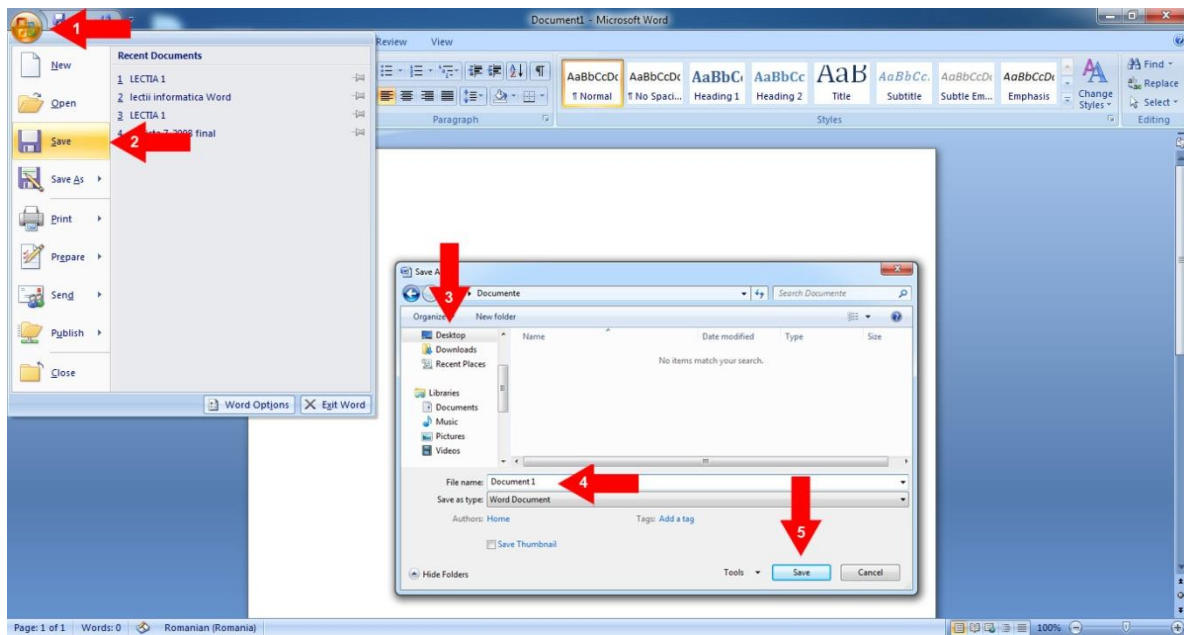 Document1 - Microsoft Word
1
Review View
Recent Documents
New
1 LECTIA 1
2 lectii informatica Word
3 LECTIA 1
4 7 2008 final
Open
Save
2
Save As
Print
Prepare
Send
Publish
Close
Word Options
Exit Word
AaBbCcDc AaBbCcDc AaBbC AaBbCc AaB AaBbCc. AaBbCcDc AaBbCcDc
¶ Normal ¶ No Spaci... Heading 1 Heading 2 Title Subtitle Subtle Em... Emphasis
Change
Styles
Find
Replace
Select
Paragraph Styles Editing
Save A
3
Documente
Search Documente
Organize New folder
Desktop
Downloads
Recent Places
Libraries
Documents
Music
Pictures
Videos
Name Date modified Type Size
No items match your search.
File name: Document 1
4
Save as type: Word Document
Authors: Home Tags: Add a tag
Save Thumbnail
5
Hide Folders Tools Save Cancel
Page: 1 of 1 Words: 0 Romanian (Romania) 100%